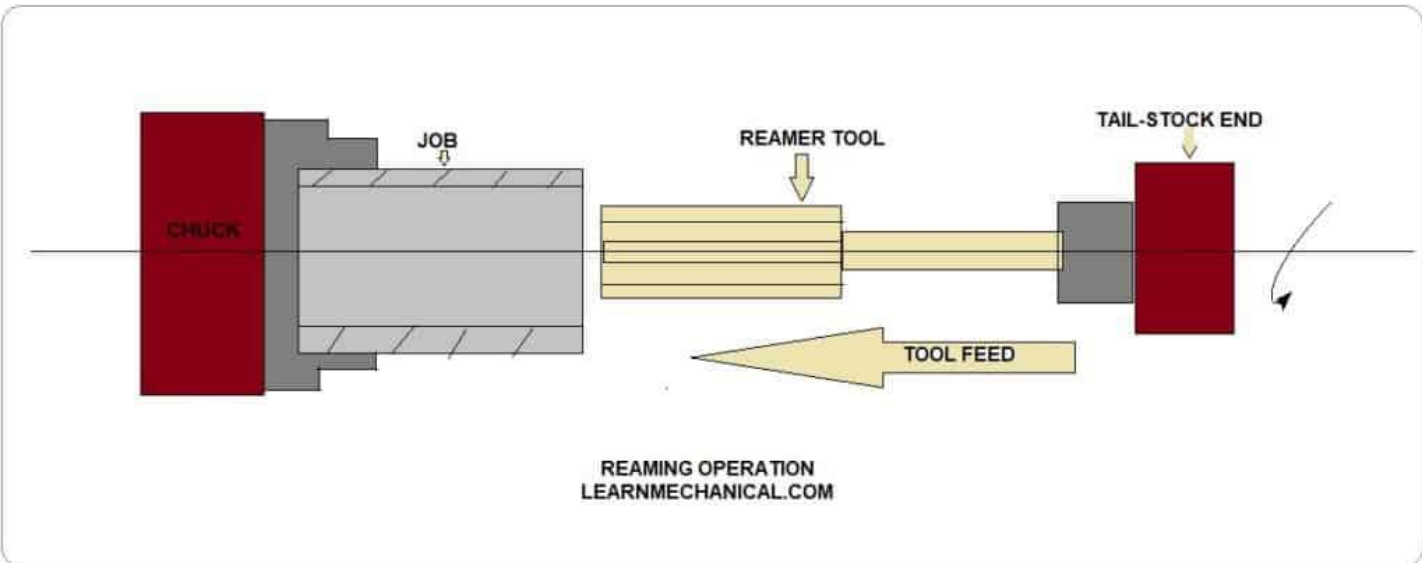 JOB
REAMER TOOL
TAIL-STOCK END
CHUCK
TOOL FEED
REAMING OPERATION
LEARNMECHANICAL.COM